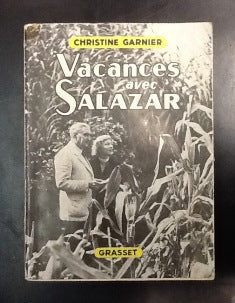 CHRISTINE GARNIER
Vacances
avec
SALAZAR
GRASSET